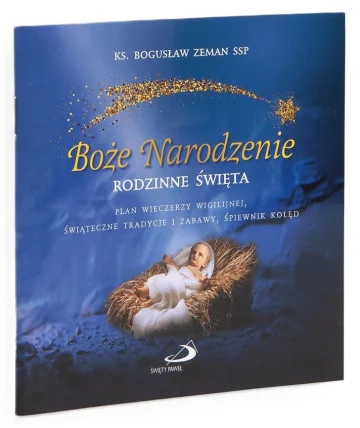 KS. BOGUSŁAW ZEMAN SSP
Boże Narodzenie
RODZINNE ŚWIĘTA
PLAN WIECZERZY WIGILIJNEJ,
ŚWIĄTECZNE TRADYCJE I ZABAWY, ŚPIEWNIK KOLĘD
ŚWIĘTY PAWEŁ